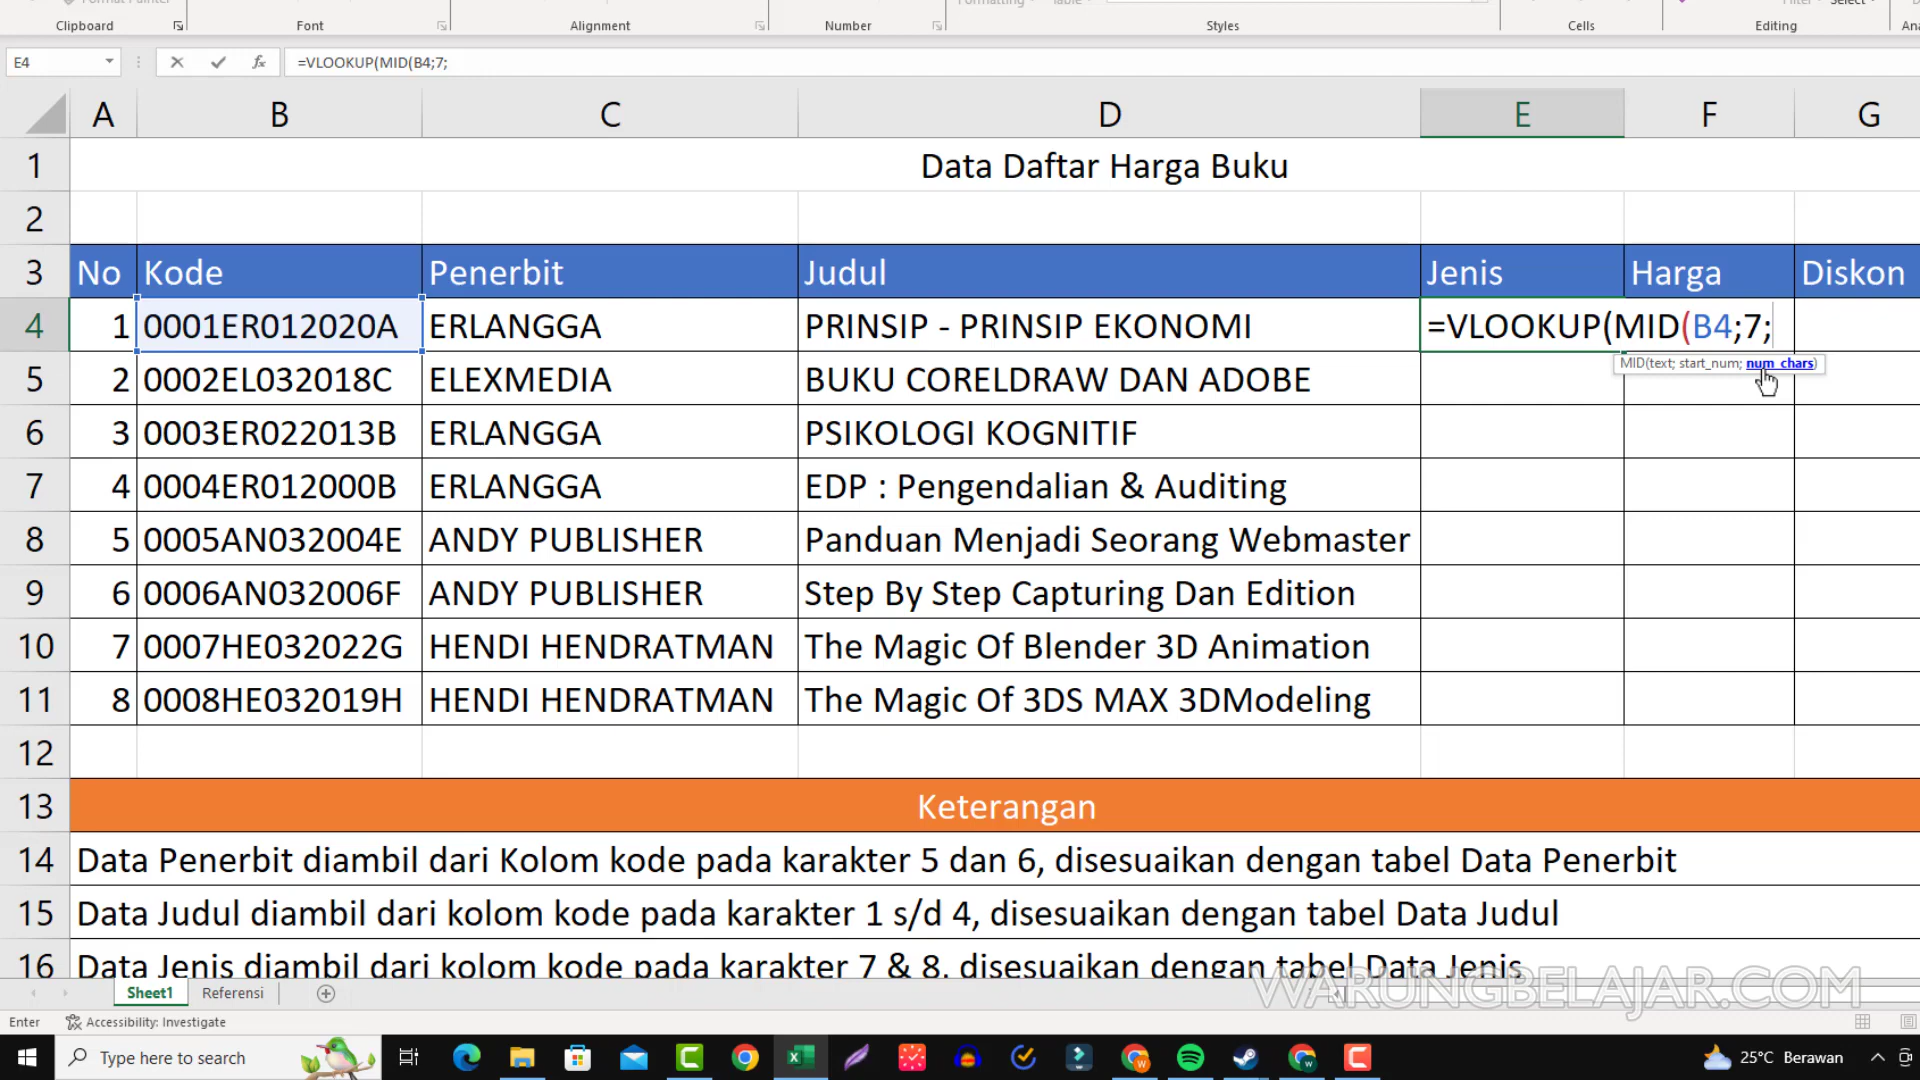 Clipboard Font Alignment Number Styles Cells Editing
E4 fx =VLOOKUP(MID(B4;7;
A B C D E F G
1 Data Daftar Harga Buku
2
3 No Kode Penerbit Judul Jenis Harga Diskon
4 1 0001ER012020A ERLANGGA PRINSIP - PRINSIP EKONOMI =VLOOKUP(MID(B4;7;
MID(text; start_num; num_chars)
5 2 0002EL032018C ELEXMEDIA BUKU CORELDRAW DAN ADOBE
6 3 0003ER022013B ERLANGGA PSIKOLOGI KOGNITIF
7 4 0004ER012000B ERLANGGA EDP : Pengendalian & Auditing
8 5 0005AN032004E ANDY PUBLISHER Panduan Menjadi Seorang Webmaster
9 6 0006AN032006F ANDY PUBLISHER Step By Step Capturing Dan Edition
10 7 0007HE032022G HENDI HENDRATMAN The Magic Of Blender 3D Animation
11 8 0008HE032019H HENDI HENDRATMAN The Magic Of 3DS MAX 3DModeling
12
13 Keterangan
14 Data Penerbit diambil dari Kolom kode pada karakter 5 dan 6, disesuaikan dengan tabel Data Penerbit
15 Data Judul diambil dari kolom kode pada karakter 1 s/d 4, disesuaikan dengan tabel Data Judul
16 Data Jenis diambil dari kolom kode pada karakter 7 & 8, disesuaikan dengan tabel Data Jenis
WARUNGBELAJAR.COM
Sheet1 Referensi
Enter Accessibility: Investigate
Type here to search 25°C Berawan